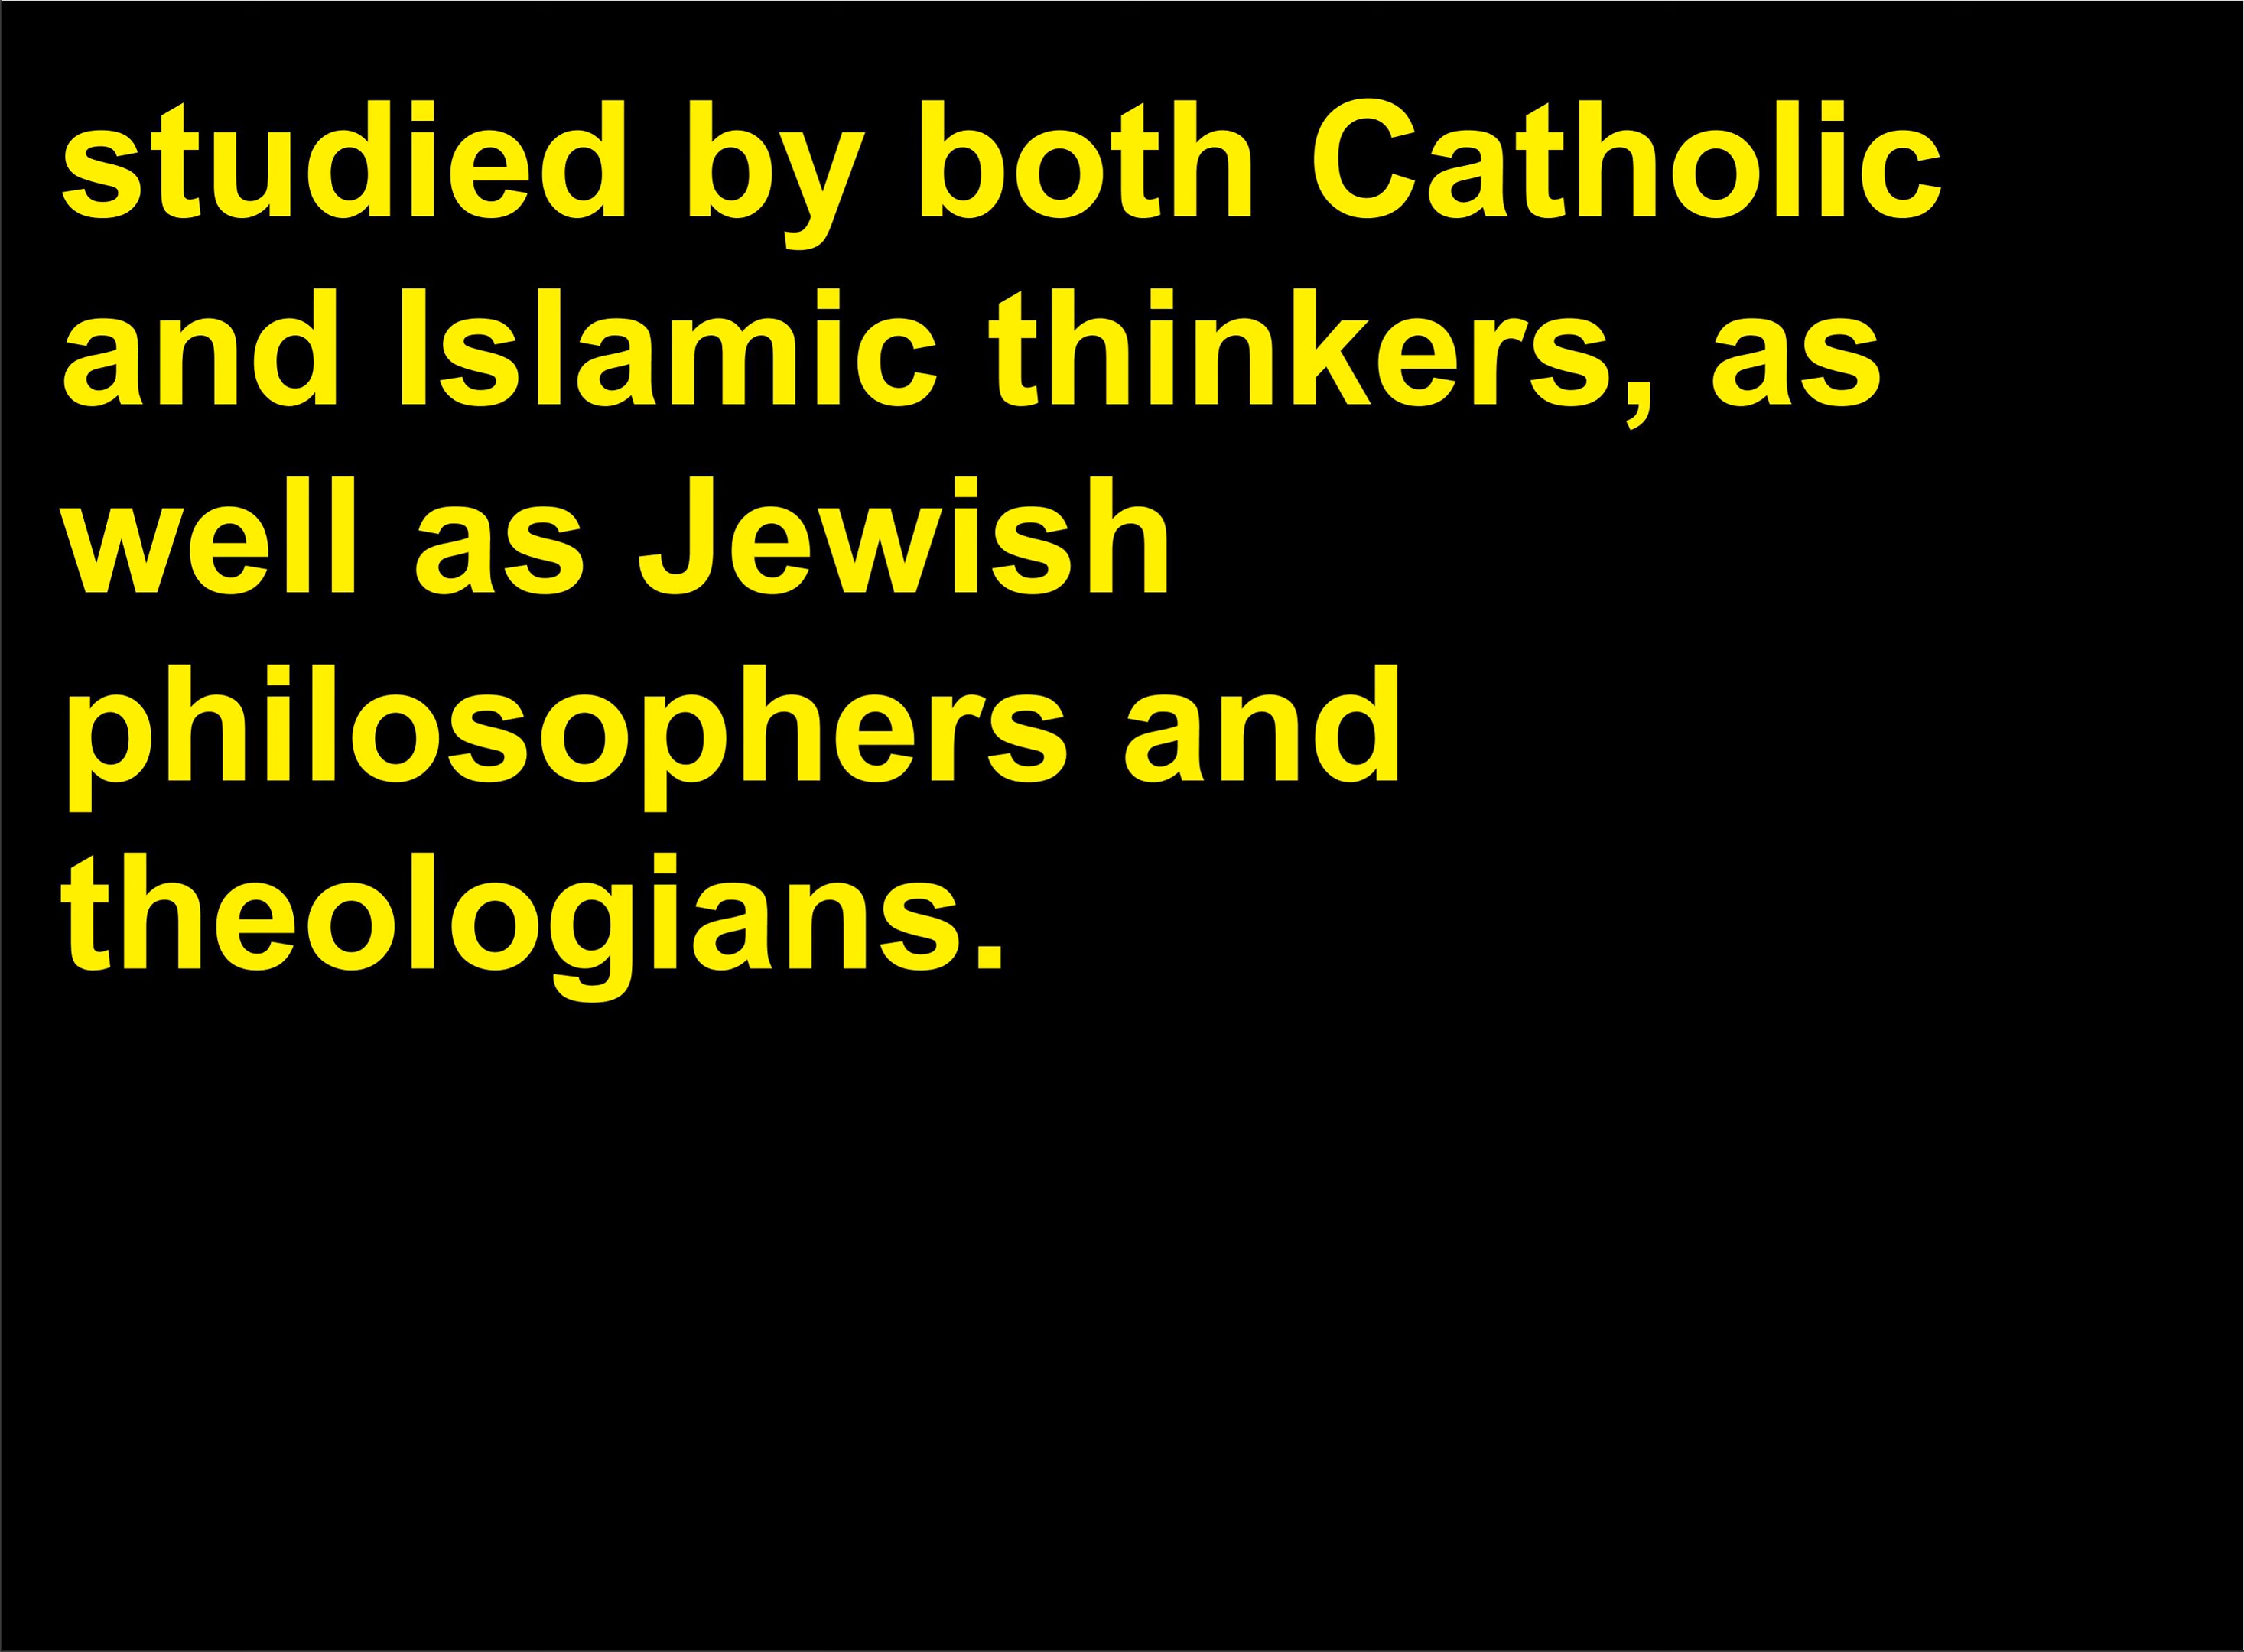 studied by both Catholic
and Islamic thinkers, as
well as Jewish
philosophers and
theologians.